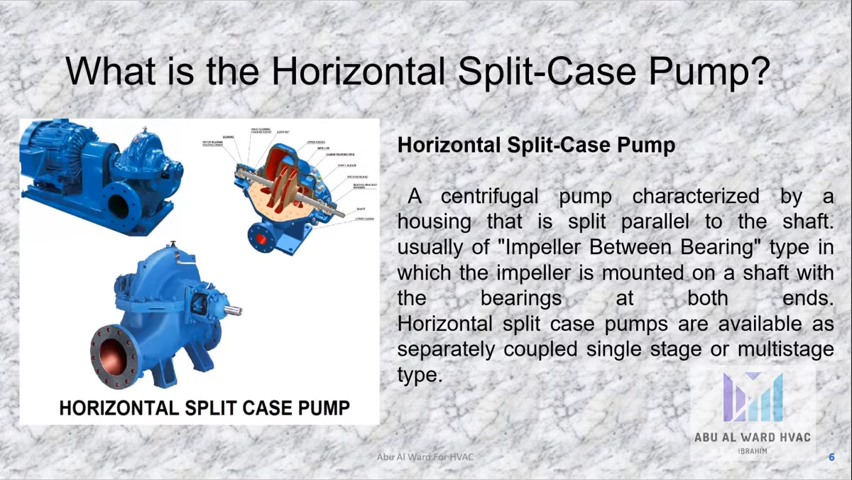 What is the Horizontal Split-Case Pump?
Horizontal Split-Case Pump
A centrifugal pump characterized by a
housing that is split parallel to the shaft.
usually of "Impeller Between Bearing" type in
which the impeller is mounted on a shaft with
the bearings at both ends.
Horizontal split case pumps are available as
separately coupled single stage or multistage
type.
HORIZONTAL SPLIT CASE PUMP
ABU AL WARD HVAC
IBRAHIM
Abu Al Ward For HVAC
6